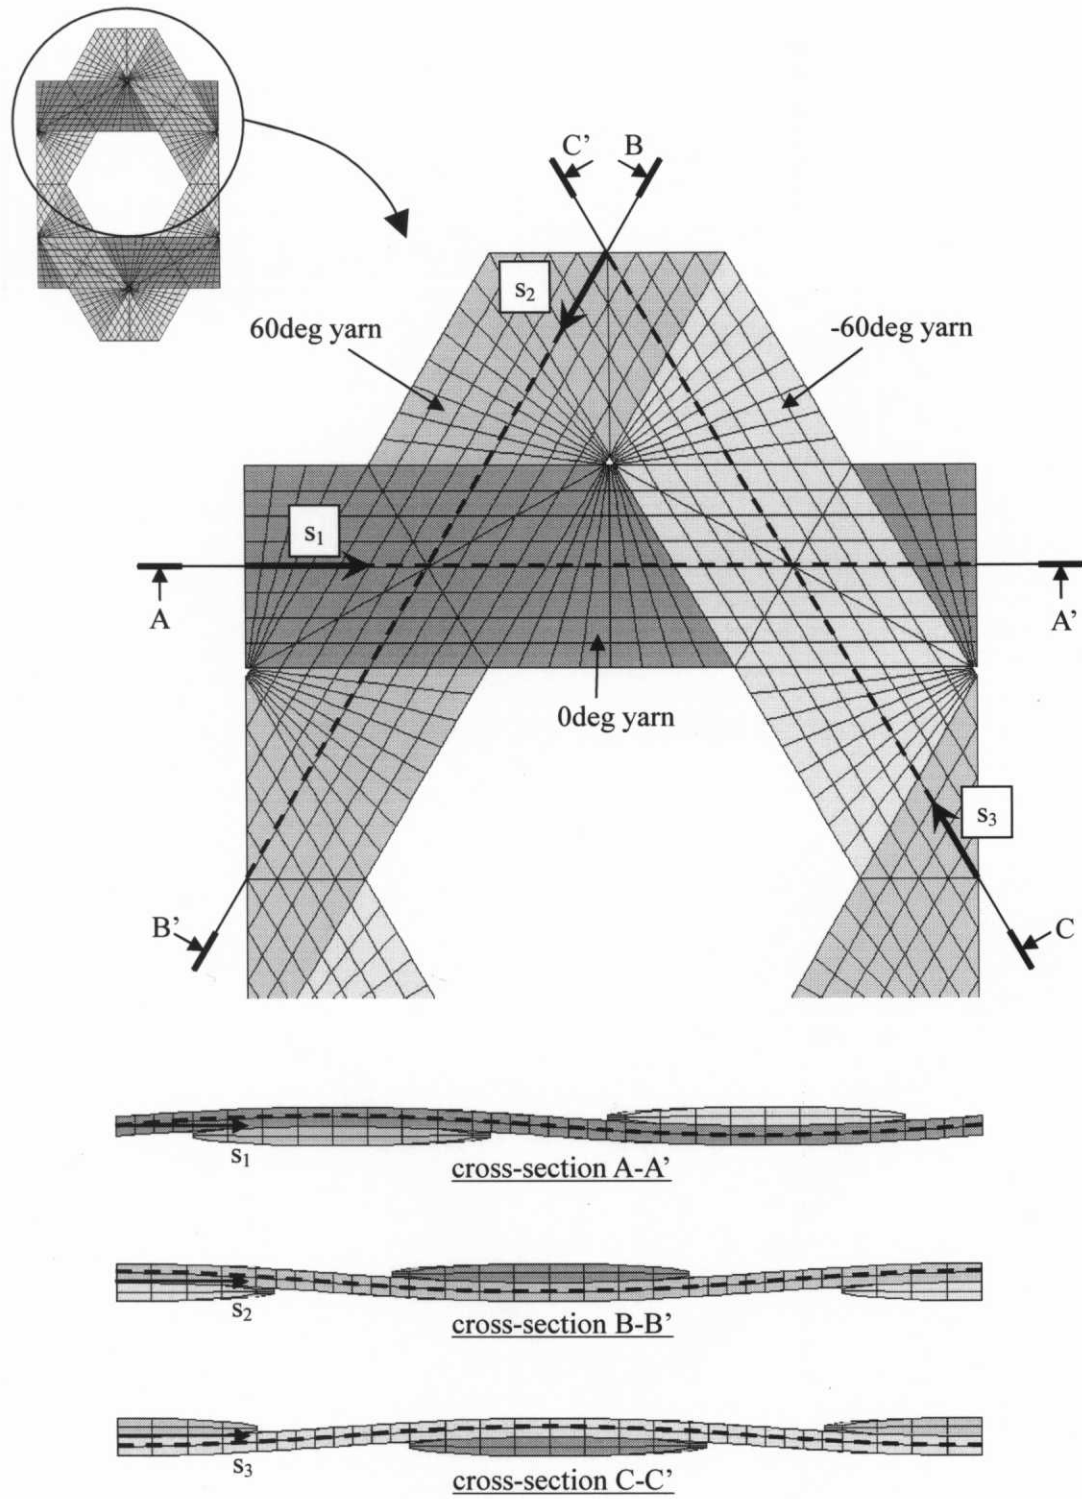 C’ B
s2
60deg yarn
-60deg yarn
s1
A
A’
0deg yarn
s3
B’
C
s1
cross-section A-A’
s2
cross-section B-B’
s3
cross-section C-C’